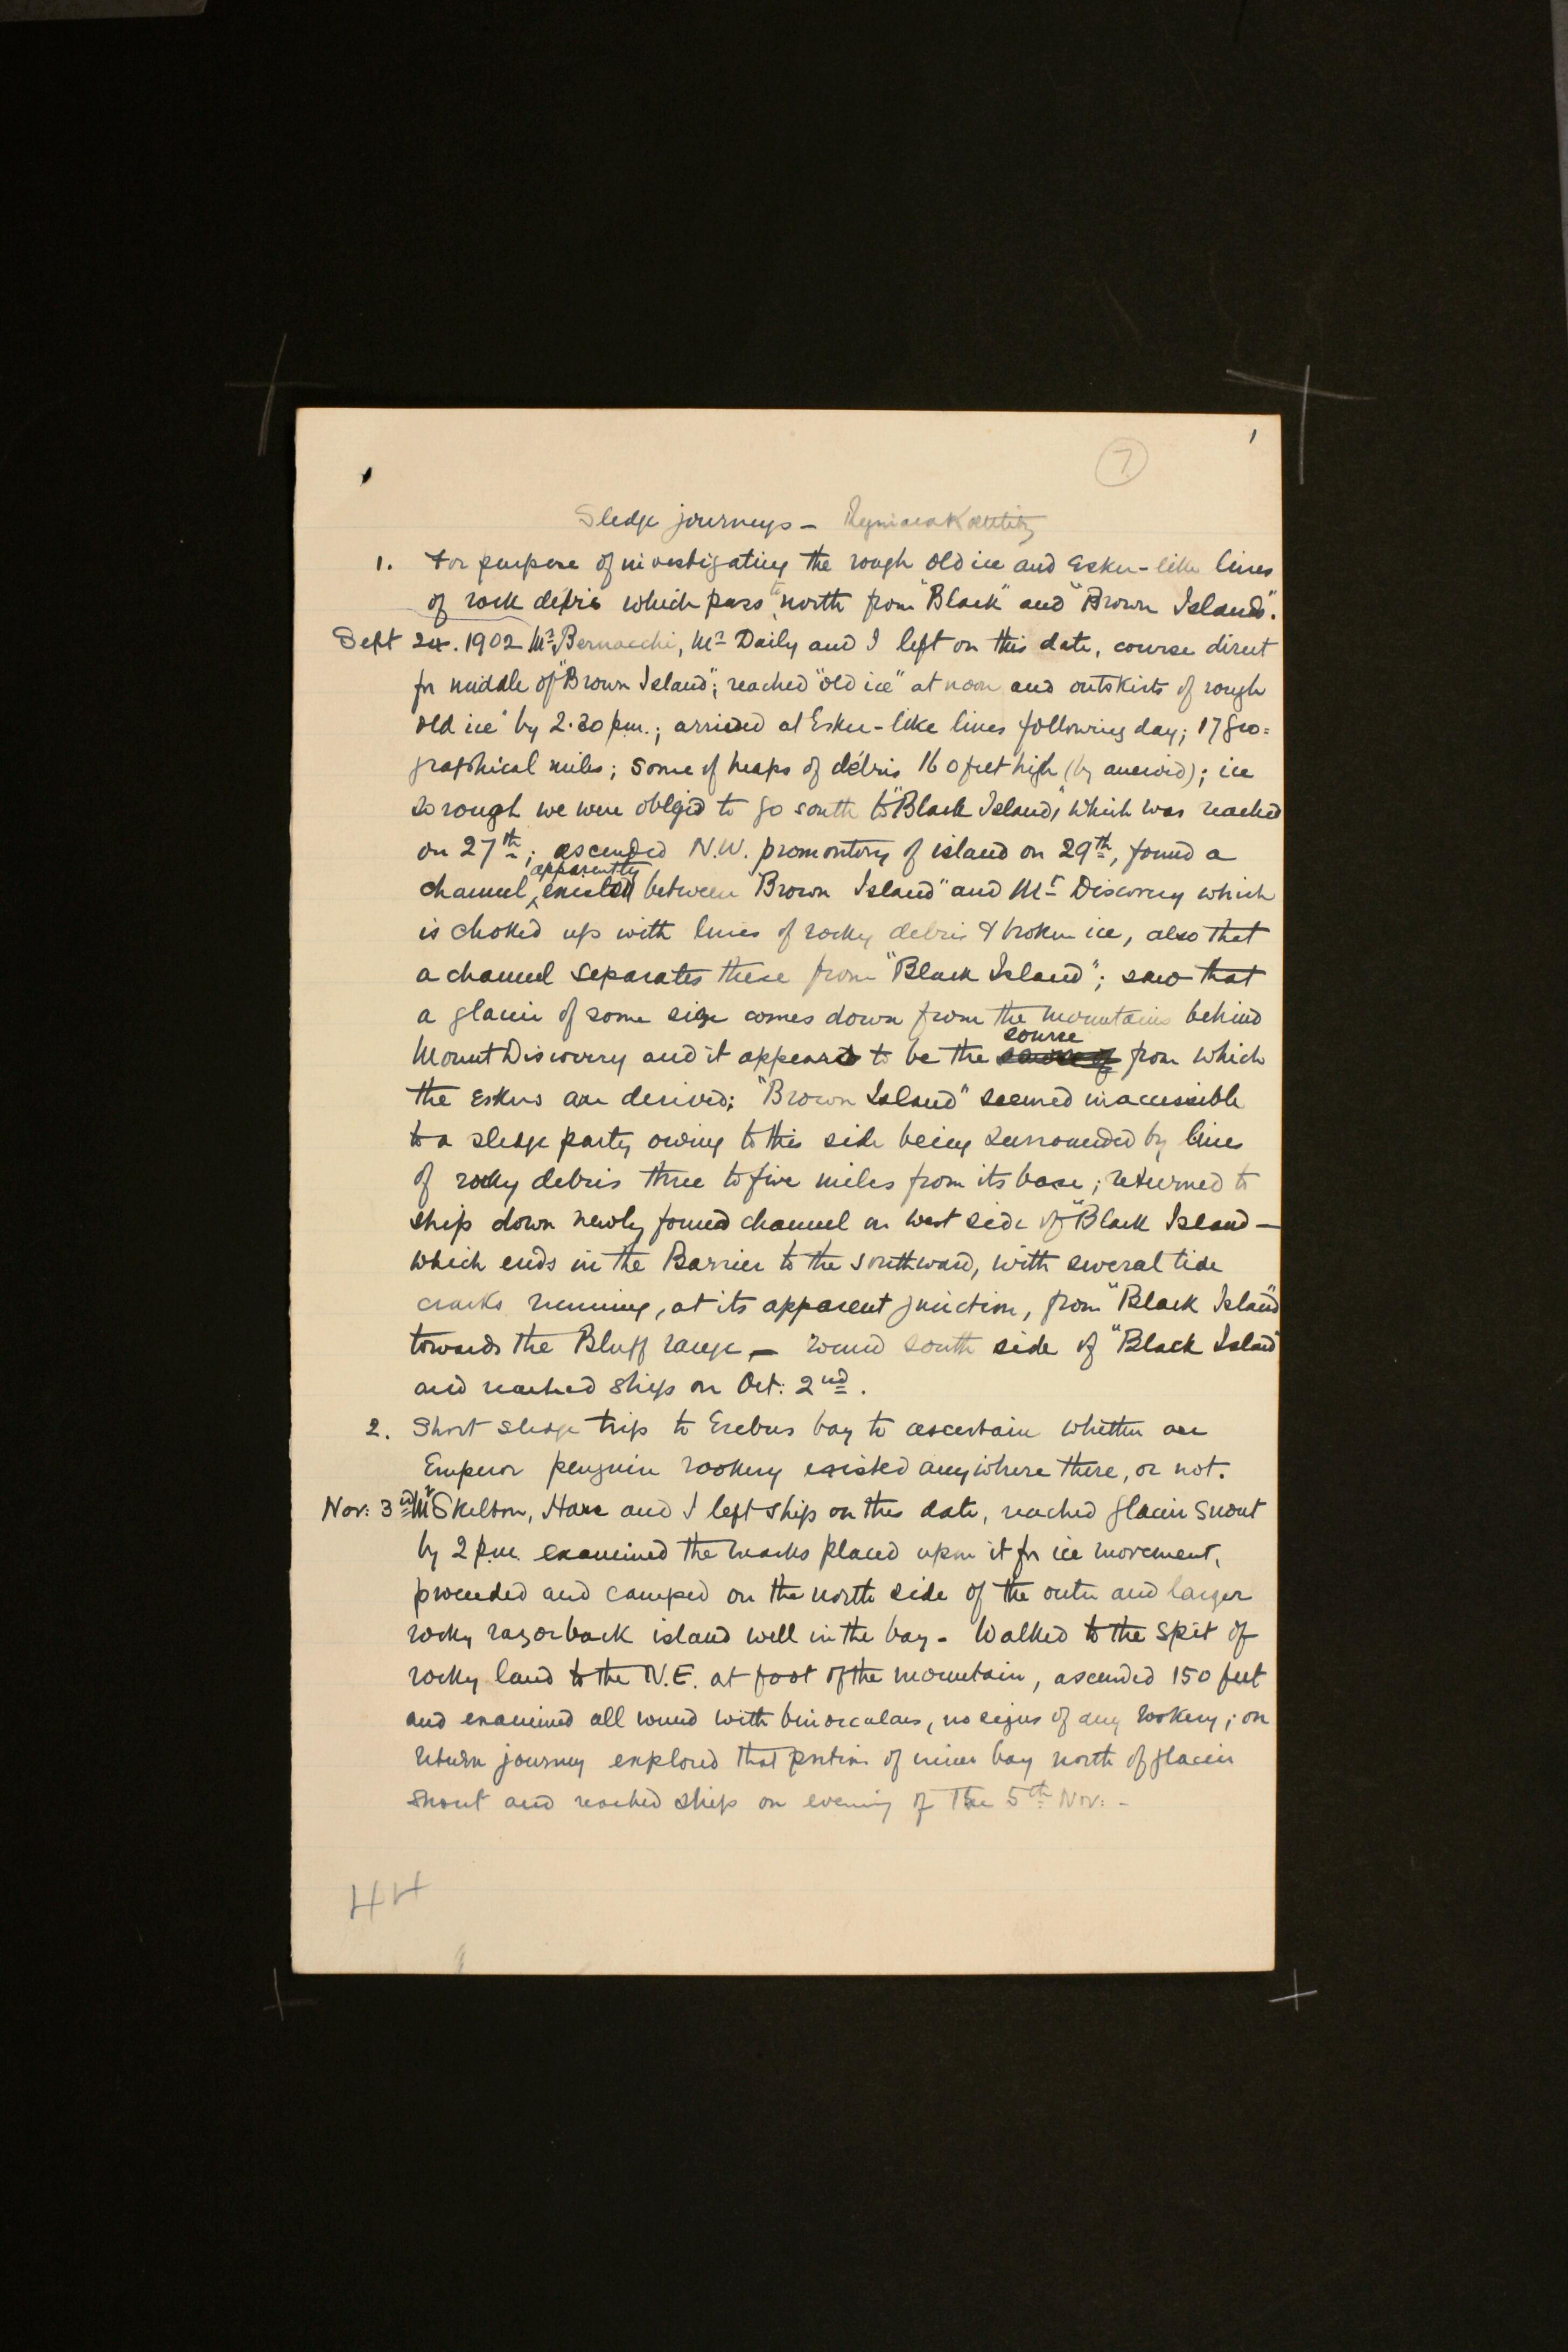 7
1
Sledge journeys - Reginald Koettlitz
1. For purpose of investigating the rough old ice and Esker-like lines
of rock debris which pass to north from "Black" and "Brown Islands".
Sept 24. 1902 Mr Bernacchi, Mr Daily and I left on this date, course direct
for middle of "Brown Island"; reached "old ice" at noon and outskirts of rough
"old ice" by 2.30 p.m.; arrived at Esker-like lines following day; 17 geo=
graphical miles; some of heaps of débris 160 feet high (by aneroid); ice
so rough we were obliged to go south to "Black Island," which was reached
on 27th; ascended N.W. promontory of island on 29th, found a
channel apparently existed between "Brown Island" and Mt Discovery which
is choked up with lines of rocky debris & broken ice, also that
a channel separates these from "Black Island"; saw that
a glacier of some size comes down from the mountains behind
Mount Discovery and it appears to be the source from which
the Eskers are derived; "Brown Island" seemed inaccessible
to a sledge party owing to this side being surrounded by lines
of rocky debris three to five miles from its base; returned to
ship down newly found channel on west side of "Black Island -
which ends in the Barrier to the southward, with several tide
cracks running, at its apparent junction, from "Black Island"
towards the Bluff range, - round south side of "Black Island"
and reached ship on Oct: 2nd.
2. Short sledge trip to Erebus bay to ascertain whether an
Emperor penguin rookery existed anywhere there, or not.
Nov: 3rd Mr Skelton, Hare and I left ship on this date, reached glacier snout
by 2 p.m. examined the marks placed upon it for ice movement,
proceeded and camped on the north side of the outer and larger
rocky razorback island well in the bay - Walked to the spit of
rocky land to the N.E. at foot of the mountain, ascended 150 feet
and examined all round with binoculars, no signs of any rookery; on
return journey explored that portion of inner bay north of glacier
snout and reached ship on evening of the 5th Nov: -
44